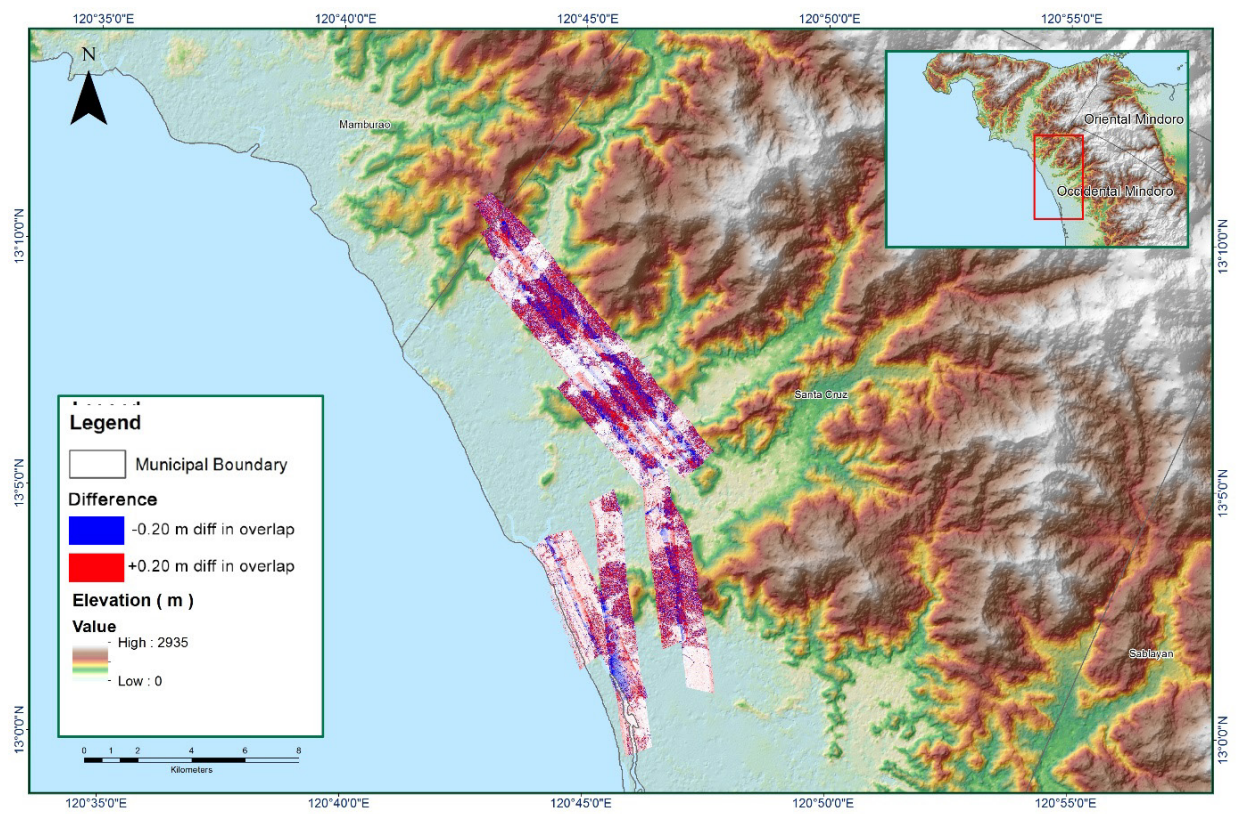 120°35'0"E 120°40'0"E 120°45'0"E 120°50'0"E 120°55'0"E
N
Mamburao
Oriental Mindoro
Occidental Mindoro
13°10'0"N 13°10'0"N
Santa Cruz
Legend
Municipal Boundary
Difference
-0.20 m diff in overlap
+0.20 m diff in overlap
Elevation ( m )
Value
High : 2935
Low : 0
13°5'0"N 13°5'0"N
Sablayan
13°0'0"N 13°0'0"N
0 1 2 4 6 8
Kilometers
120°35'0"E 120°40'0"E 120°45'0"E 120°50'0"E 120°55'0"E